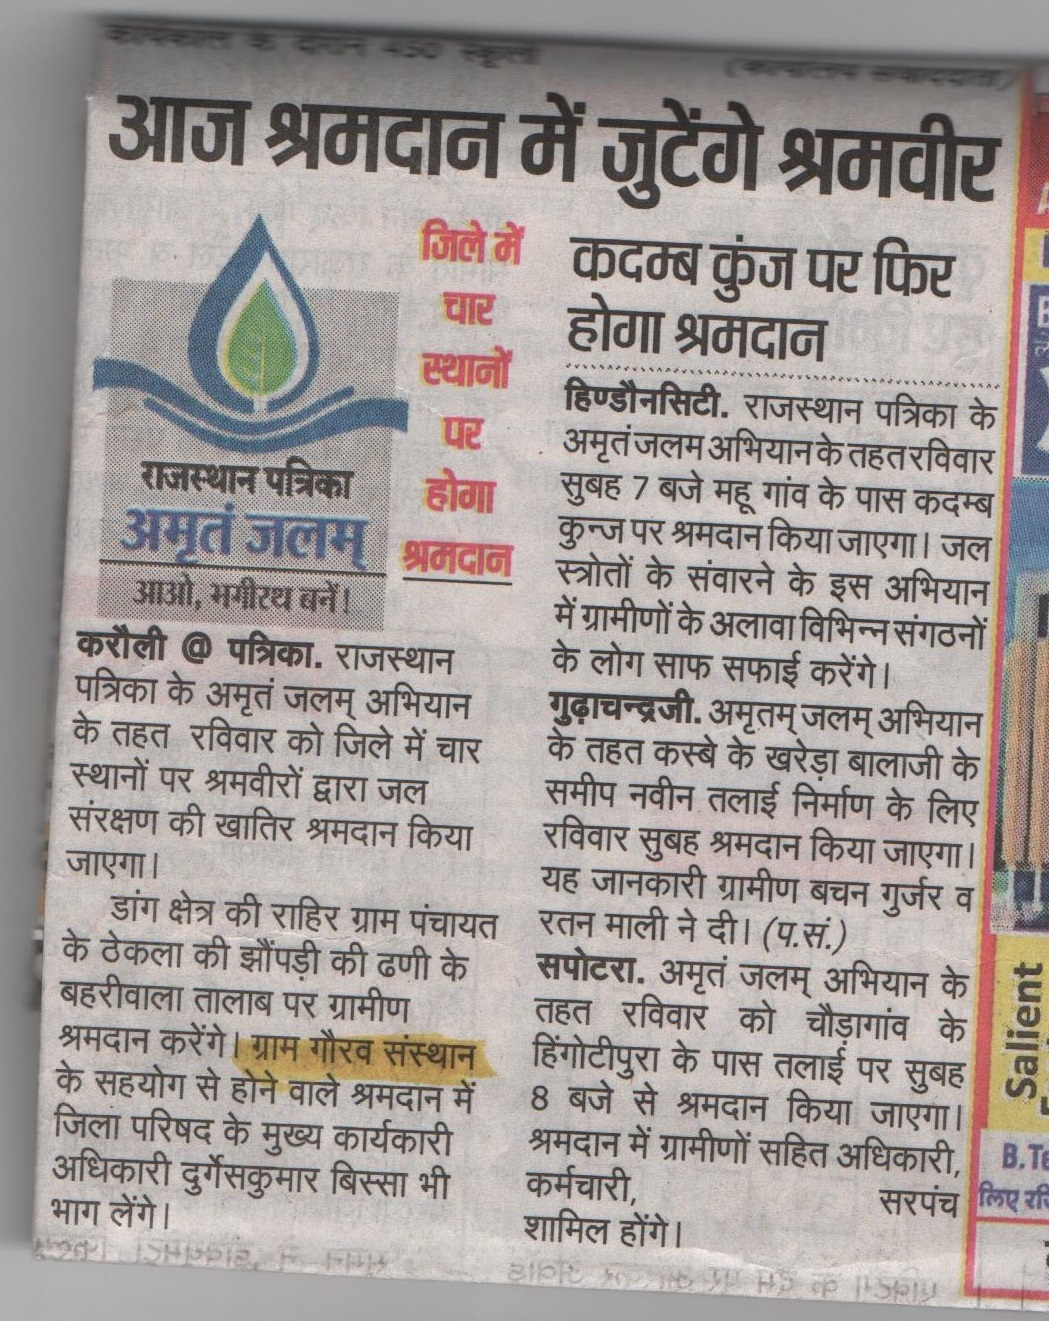 आज श्रमदान में जुटेंगे श्रमवीर
राजस्थान पत्रिका
अमृतं जलम्
आओ, भगीरथ बनें!
जिले में
चार
स्थानों
पर
होगा
श्रमदान
करौली @ पत्रिका. राजस्थान
पत्रिका के अमृतं जलम् अभियान
के तहत रविवार को जिले में चार
स्थानों पर श्रमवीरों द्वारा जल
संरक्षण की खातिर श्रमदान किया
जाएगा।
डांग क्षेत्र की राहिर ग्राम पंचायत
के ठेकला की झौंपड़ी की ढणी के
बहरीवाला तालाब पर ग्रामीण
श्रमदान करेंगे। ग्राम गौरव संस्थान
के सहयोग से होने वाले श्रमदान में
जिला परिषद के मुख्य कार्यकारी
अधिकारी दुर्गेसकुमार बिस्सा भी
भाग लेंगे।
कदम्ब कुंज पर फिर
होगा श्रमदान
हिण्डौनसिटी. राजस्थान पत्रिका के
अमृतं जलम अभियान के तहत रविवार
सुबह 7 बजे महू गांव के पास कदम्ब
कुन्ज पर श्रमदान किया जाएगा। जल
स्त्रोतों के संवारने के इस अभियान
में ग्रामीणों के अलावा विभिन्न संगठनों
के लोग साफ सफाई करेंगे।
गुढ़ाचन्द्रजी. अमृतम् जलम् अभियान
के तहत कस्बे के खरेड़ा बालाजी के
समीप नवीन तलाई निर्माण के लिए
रविवार सुबह श्रमदान किया जाएगा।
यह जानकारी ग्रामीण बचन गुर्जर व
रतन माली ने दी। (प.सं.)
सपोटरा. अमृतं जलम् अभियान के
तहत रविवार को चौड़ागांव के
हिंगोटीपुरा के पास तलाई पर सुबह
8 बजे से श्रमदान किया जाएगा।
श्रमदान में ग्रामीणों सहित अधिकारी,
कर्मचारी, सरपंच
शामिल होंगे।
Salient
B.Te
लिए